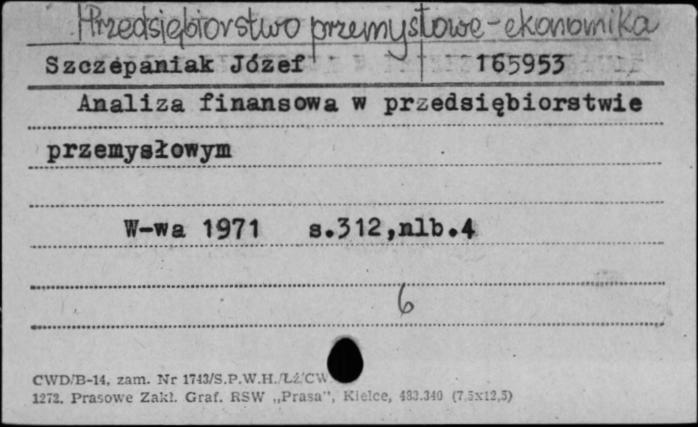 Przedsiębiorstwo przemysłowe-ekonomika
Szczepaniak Józef 165953
Analiza finansowa w przedsiębiorstwie
przemysłowym
W-wa 1971 s.312,nlb.4
6
CWD/B-14, zam. Nr 1743/S.P.W.H./Łź/CW
1272. Prasowe Zakł. Graf. RSW „Prasa”, Kielce, 483.340 (7,5x12,5)